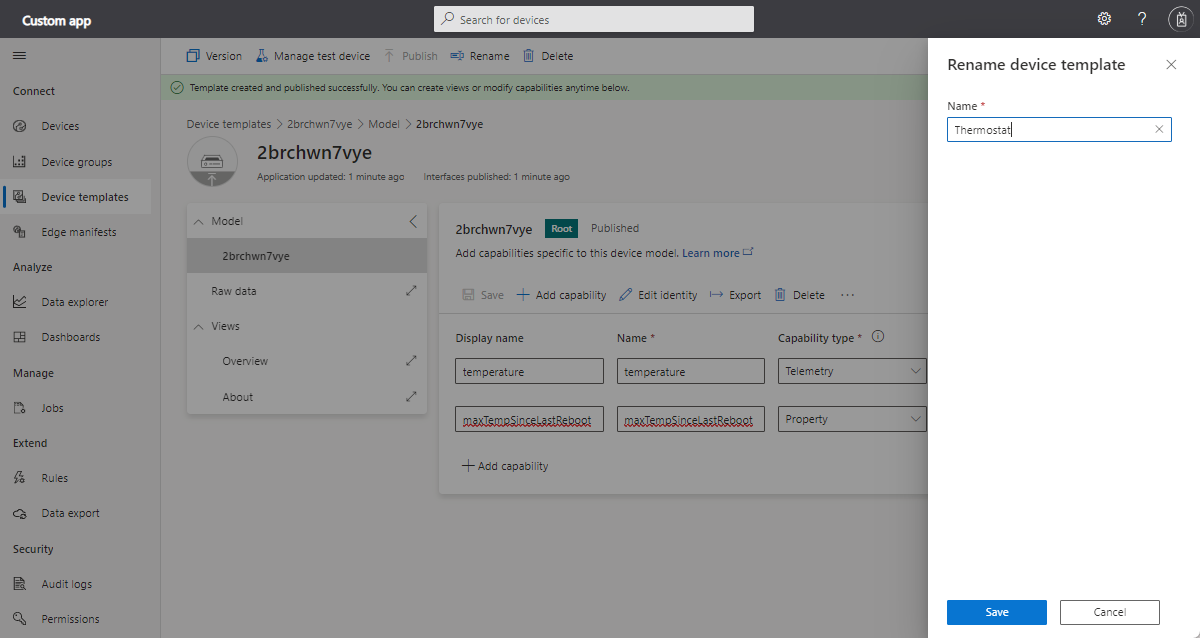 Custom app
Search for devices
?
Version
Manage test device
Publish
Rename
Delete
Template created and published successfully. You can create views or modify capabilities anytime below.
Connect
Devices
Device groups
Device templates
Edge manifests
Analyze
Data explorer
Dashboards
Manage
Jobs
Extend
Rules
Data export
Security
Audit logs
Permissions
Device templates > 2brchwn7vye > Model > 2brchwn7vye
2brchwn7vye
Application updated: 1 minute ago Interfaces published: 1 minute ago
Model
2brchwn7vye
Raw data
Views
Overview
About
2brchwn7vye Root Published
Add capabilities specific to this device model. Learn more
Save Add capability Edit identity Export Delete ...
Display name Name * Capability type *
temperature temperature Telemetry
maxTempSinceLastReboot maxTempSinceLastReboot Property
Add capability
Rename device template
Name *
Thermostat
Save Cancel